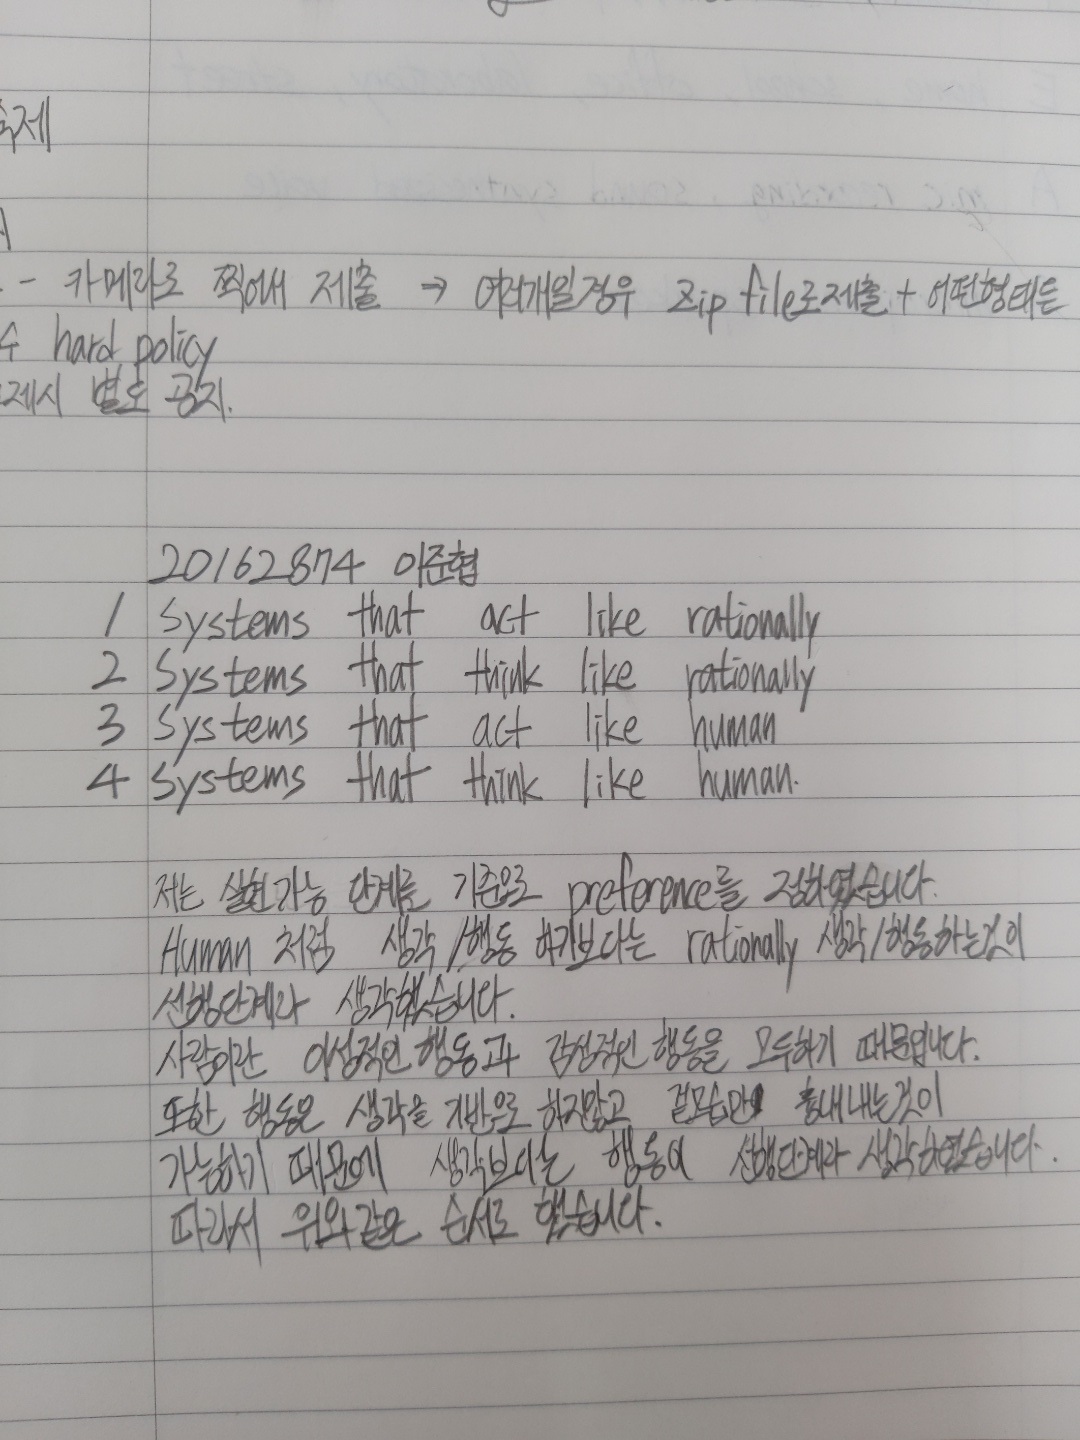 숙제
- 카메라로 찍어서 제출 → 여러개일경우 zip file로제출 + 어떤형태든
hard policy
제시 별도 공지.
20162874 이준협
1 Systems that act like rationally
2 Systems that think like rationally
3 Systems that act like human
4 Systems that think like human.
저는 실현가능 단계를 기준으로 preference를 정하였습니다.
Human 처럼 생각/행동 하기보다는 rationally 생각/행동하는것이
선행단계라 생각했습니다.
사람이란 이성적인 행동과 감성적인 행동을 모두하기 때문입니다.
또한 행동은 생각을 기반으로 하지않고 겉모습만 흉내내는것이
가능하기 때문에 생각보다는 행동이 선행단계라 생각하였습니다.
따라서 위와같은 순서로 했습니다.